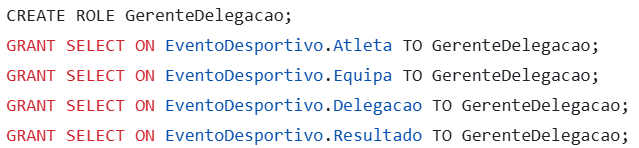 CREATE ROLE GerenteDelegacao;
GRANT SELECT ON EventoDesportivo.Atleta TO GerenteDelegacao;
GRANT SELECT ON EventoDesportivo.Equipa TO GerenteDelegacao;
GRANT SELECT ON EventoDesportivo.Delegacao TO GerenteDelegacao;
GRANT SELECT ON EventoDesportivo.Resultado TO GerenteDelegacao;